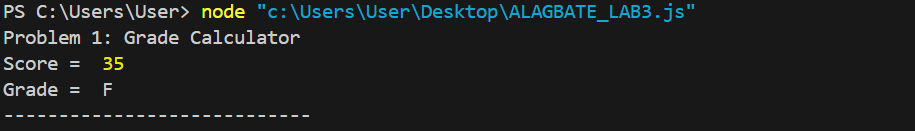 PS C:\Users\User> node "c:\Users\User\Desktop\ALAGBATE_LAB3.js"
Problem 1: Grade Calculator
Score =  35
Grade =  F
----------------------------